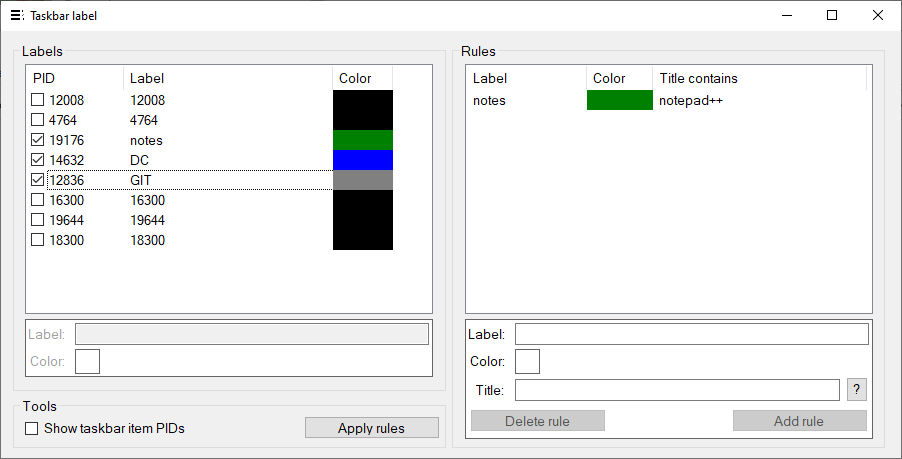 Taskbar label
Labels
PID Label Color
12008 12008
4764 4764
19176 notes
14632 DC
12836 GIT
16300 16300
19644 19644
18300 18300
Label:
Color:
Tools
Show taskbar item PIDs Apply rules
Rules
Label Color Title contains
notes notepad++
Label:
Color:
Title: ?
Delete rule Add rule